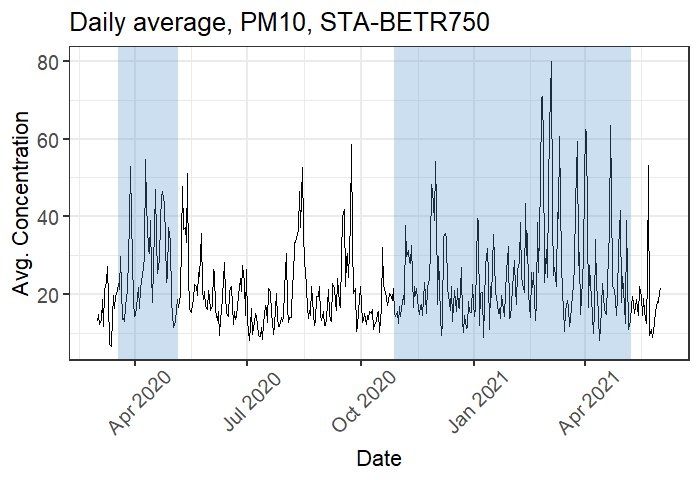 Daily average, PM10, STA-BETR750
Avg. Concentration
80
60
40
20
Apr 2020
Jul 2020
Oct 2020
Jan 2021
Apr 2021
Date